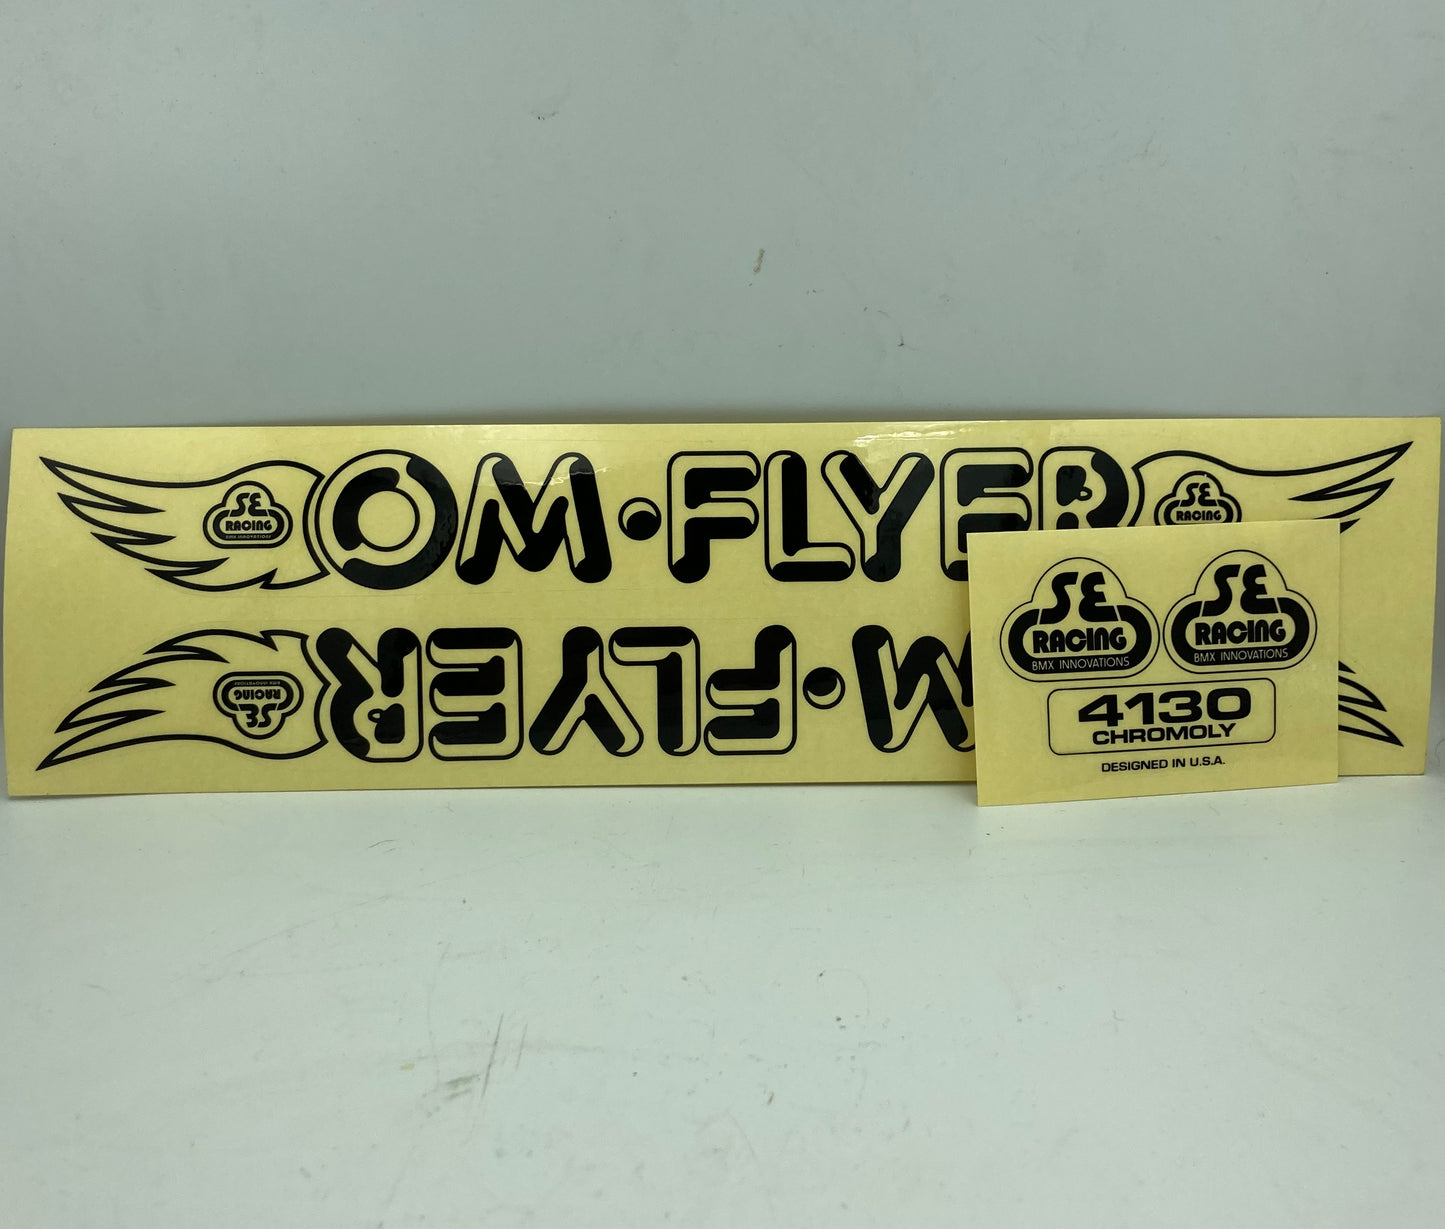 SE
RACING
BMX INNOVATIONS
OM·FLYER
SE
RACING
OM·FLYER
SE
RACING
BMX INNOVATIONS
SE
RACING
BMX INNOVATIONS
SE
RACING
BMX INNOVATIONS
4130
CHROMOLY
DESIGNED IN U.S.A.